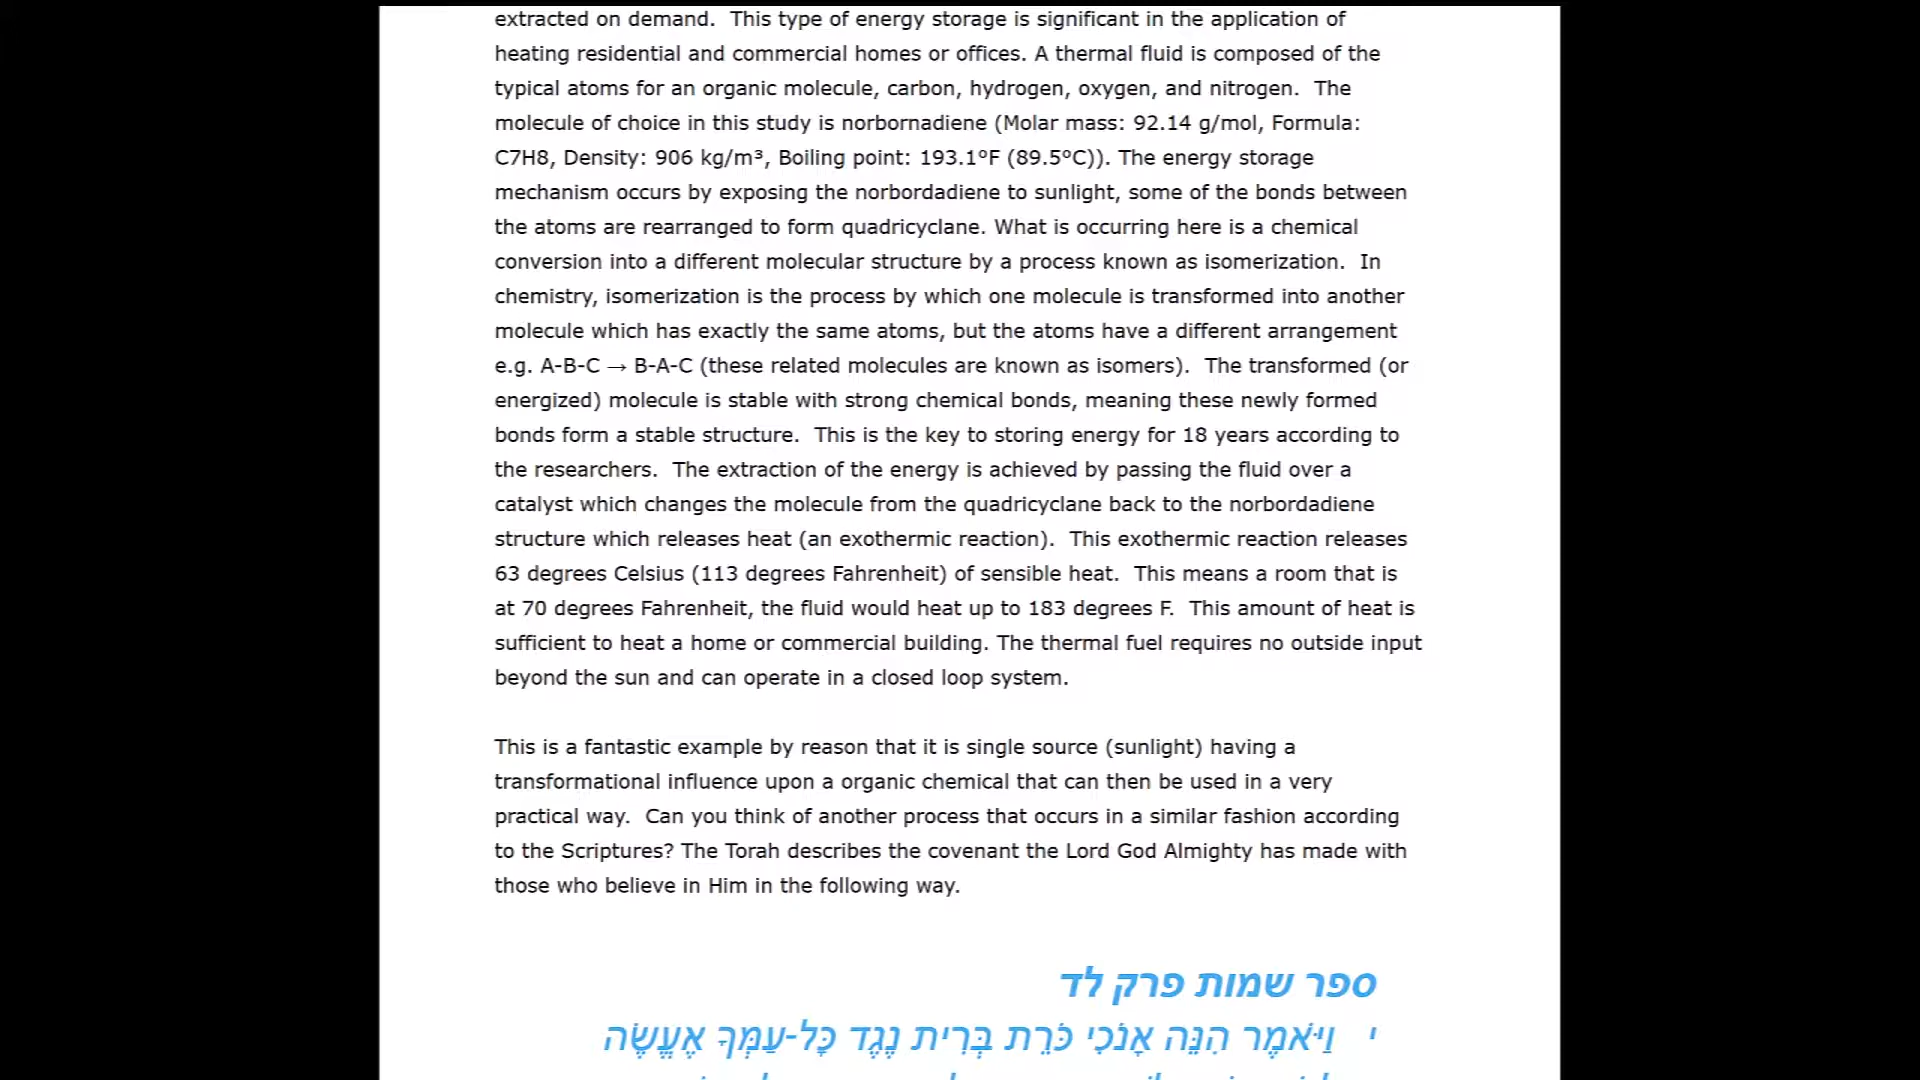 extracted on demand.  This type of energy storage is significant in the application of
heating residential and commercial homes or offices. A thermal fluid is composed of the
typical atoms for an organic molecule, carbon, hydrogen, oxygen, and nitrogen.  The
molecule of choice in this study is norbornadiene (Molar mass: 92.14 g/mol, Formula:
C7H8, Density: 906 kg/m³, Boiling point: 193.1°F (89.5°C)). The energy storage
mechanism occurs by exposing the norbordadiene to sunlight, some of the bonds between
the atoms are rearranged to form quadricyclane. What is occurring here is a chemical
conversion into a different molecular structure by a process known as isomerization.  In
chemistry, isomerization is the process by which one molecule is transformed into another
molecule which has exactly the same atoms, but the atoms have a different arrangement
e.g. A-B-C → B-A-C (these related molecules are known as isomers).  The transformed (or
energized) molecule is stable with strong chemical bonds, meaning these newly formed
bonds form a stable structure.  This is the key to storing energy for 18 years according to
the researchers.  The extraction of the energy is achieved by passing the fluid over a
catalyst which changes the molecule from the quadricyclane back to the norbordadiene
structure which releases heat (an exothermic reaction).  This exothermic reaction releases
63 degrees Celsius (113 degrees Fahrenheit) of sensible heat.  This means a room that is
at 70 degrees Fahrenheit, the fluid would heat up to 183 degrees F.  This amount of heat is
sufficient to heat a home or commercial building. The thermal fuel requires no outside input
beyond the sun and can operate in a closed loop system.
This is a fantastic example by reason that it is single source (sunlight) having a
transformational influence upon a organic chemical that can then be used in a very
practical way.  Can you think of another process that occurs in a similar fashion according
to the Scriptures? The Torah describes the covenant the Lord God Almighty has made with
those who believe in Him in the following way.
ספר שמות פרק לד
י   וַיֹּאמֶר הִנֵּה אָנֹכִי כֹּרֵת בְּרִית נֶגֶד כָּל-עַמְּךָ אֶעֱשֶׂה